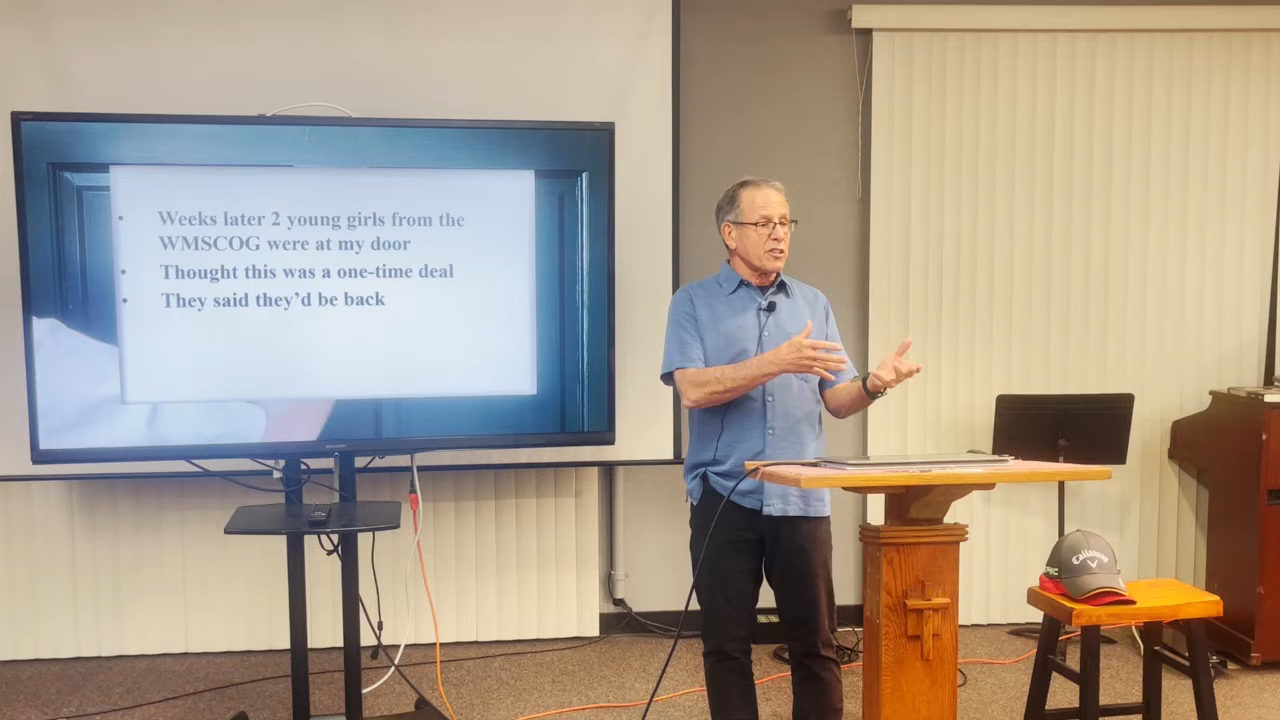 Weeks later 2 young girls from the
WMSCOG were at my door
Thought this was a one-time deal
They said they'd be back
Callaway